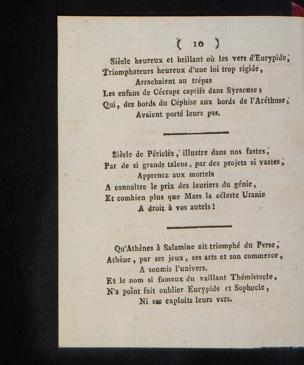 ( 10 )
Siècle heureux et brillant où les vers d'Eurypide,
Triomphateurs heureux d'une loi trop rigide,
Arrachaient au trépas
Les enfans de Cécrops captifs dans Syracuse;
Qui, des bords du Céphise aux bords de l'Aréthuse,
Avaient porté leurs pas.
Siècle de Périclès, illustre dans nos fastes,
Par de si grands talens, par des projets si vastes,
Apprenez aux mortels
A connaître le prix des lauriers du génie,
Et combien plus que Mars la céleste Uranie
A droit à vos autels!
Qu'Athènes à Salamine ait triomphé du Perse,
Athène, par ses jeux, ses arts et son commerce,
A soumis l'univers.
Et le nom si fameux du vaillant Thémistocle,
N'a point fait oublier Eurypide et Sophocle,
Ni ses exploits leurs vers.